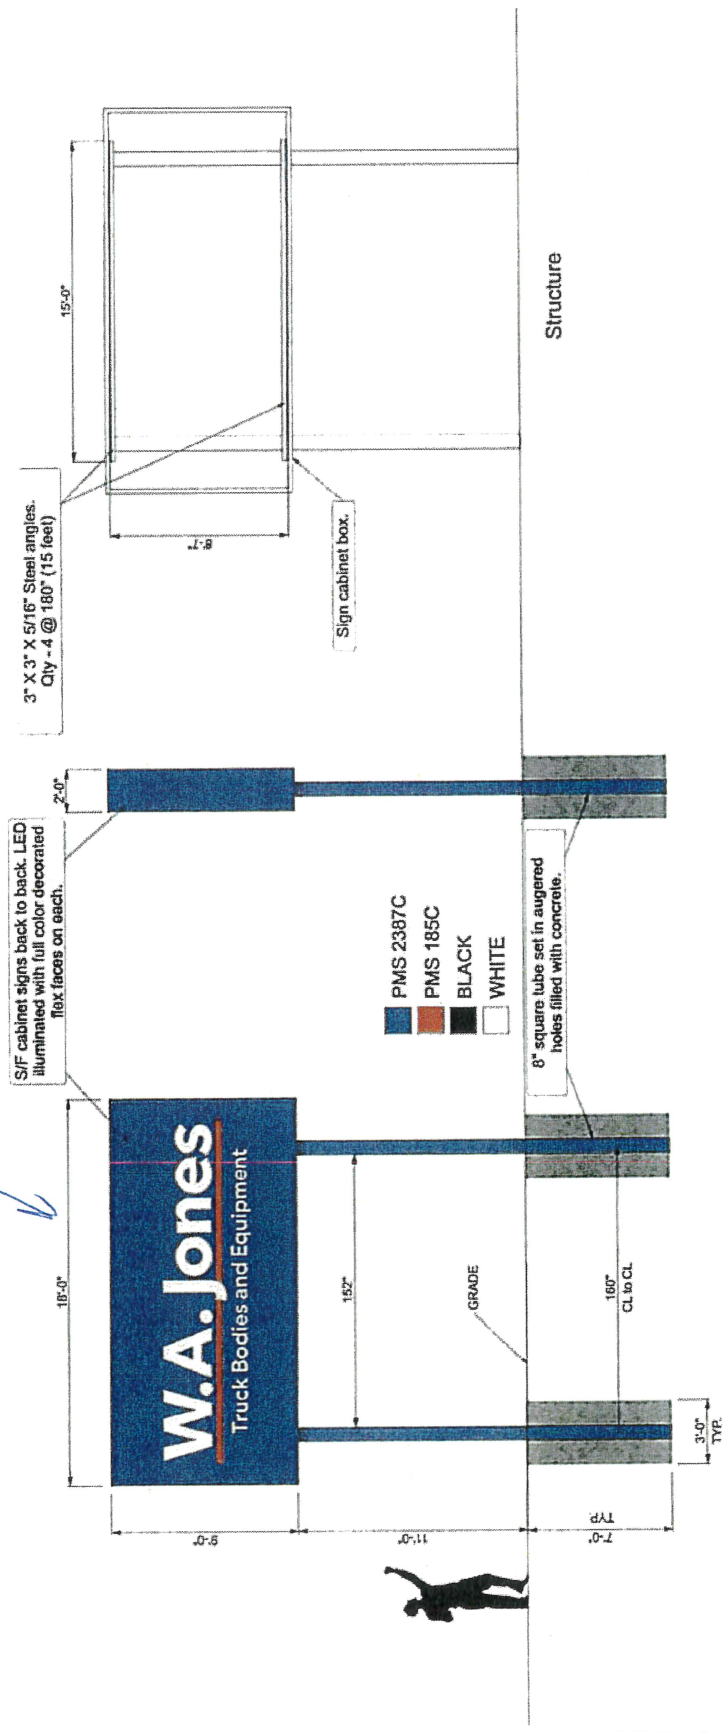 S/F cabinet signs back to back. LED
illuminated with full color decorated
flex faces on each.
3" X 3" X 5/16" Steel angles.
Qty - 4 @ 180" (15 feet)
18'-0"
2'-0"
15'-0"
W.A. Jones
Truck Bodies and Equipment
9'-0"
8'-7"
Sign cabinet box.
152"
11'-0"
PMS 2387C
PMS 185C
BLACK
WHITE
GRADE
8" square tube set in augered
holes filled with concrete.
Structure
160"
CL to CL
7'-0"
TYP.
3'-0"
TYP.